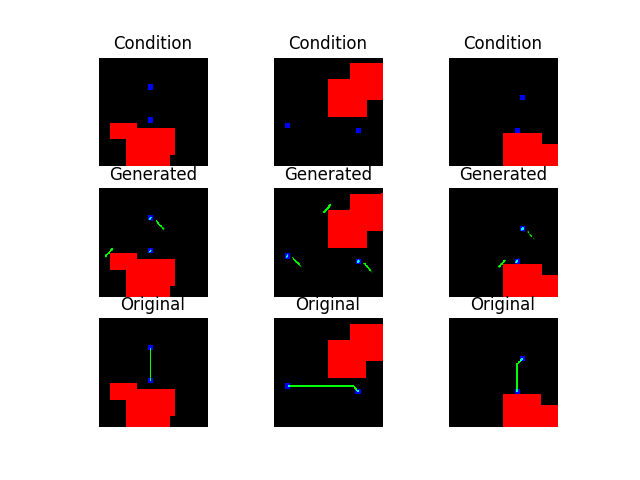 Condition Condition Condition
Generated Generated Generated
Original Original Original